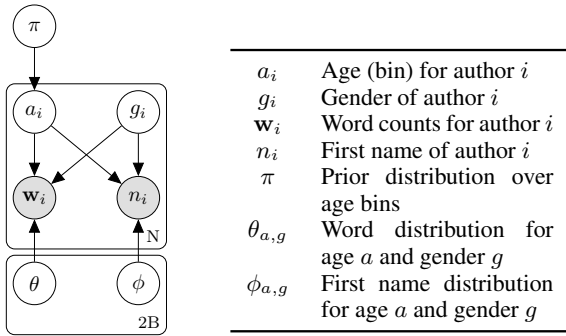 π
a_i
g_i
w_i
n_i
N
θ
ϕ
2B
a_i Age (bin) for author i
g_i Gender of author i
w_i Word counts for author i
n_i First name of author i
π Prior distribution over
age bins
θ_{a,g} Word distribution for
age a and gender g
ϕ_{a,g} First name distribution
for age a and gender g